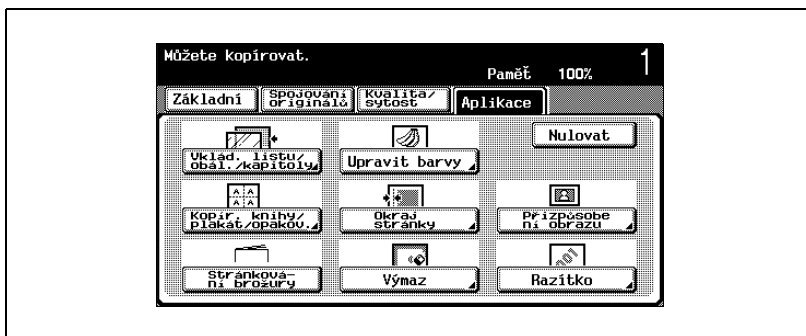 Můžete kopírovat.
Paměť 100% 1
Základní
Spojování
originálů
Kvalita/
sytost
Aplikace
Nulovat
Vklád. listu/
obál./kapitoly
Upravit barvy
A A
A A
Kopír. knihy/
plakát/opakov.
Okraj
stránky
Přizpůsobe
ní obrazu
Stránková-
ní brožury
Výmaz
Razítko